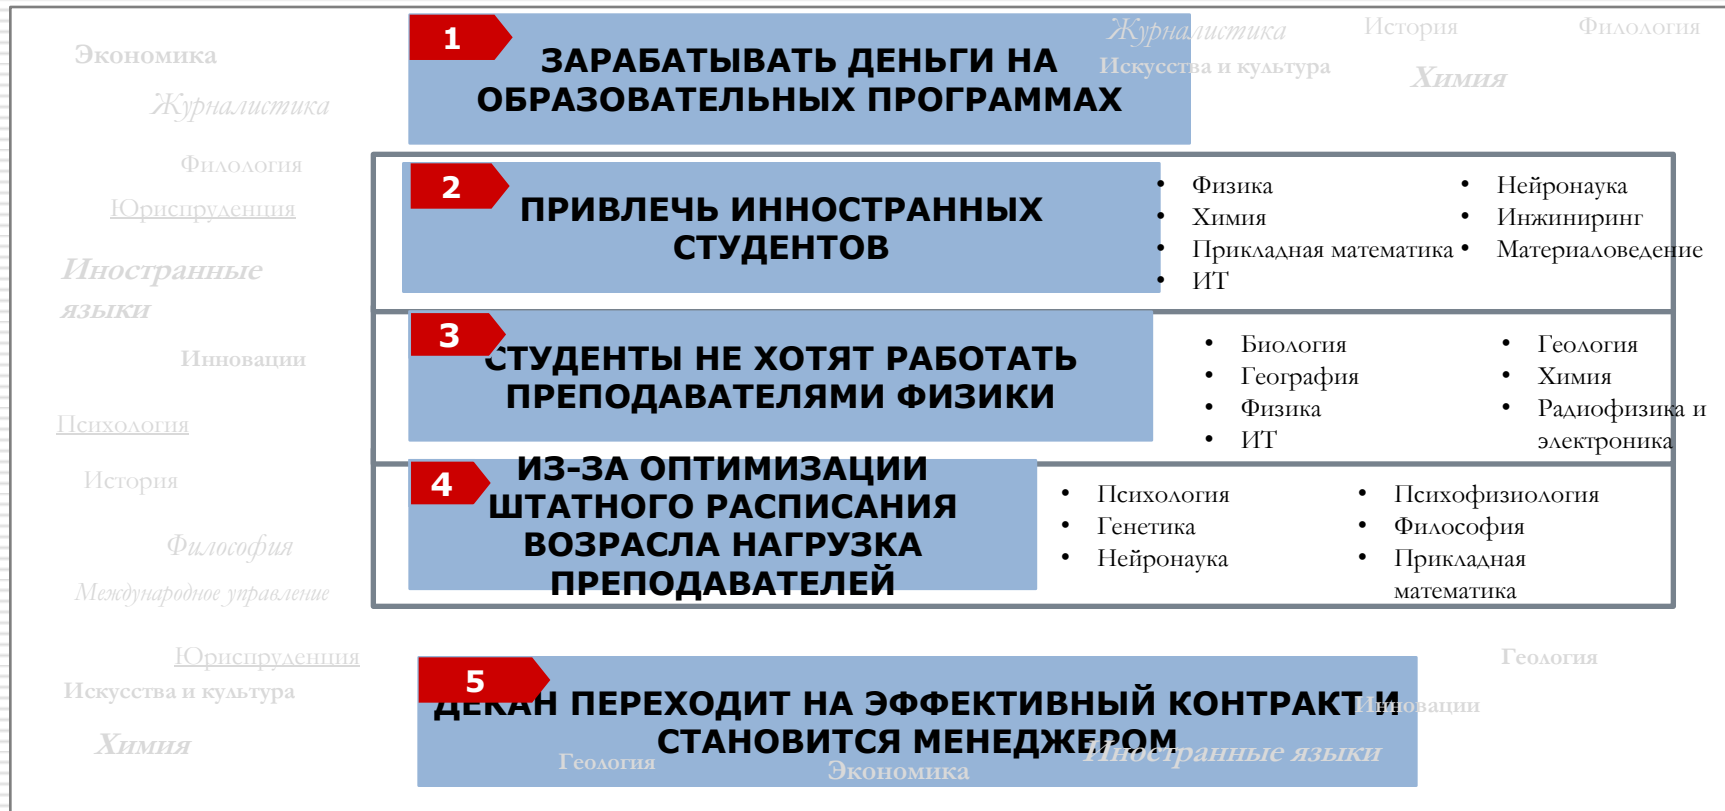 Экономика
Журналистика
Филология
Юриспруденция
Иностранные
языки
Инновации
Психология
История
Философия
Международное управление
Юриспруденция
Искусства и культура
Химия
1
ЗАРАБАТЫВАТЬ ДЕНЬГИ НА
ОБРАЗОВАТЕЛЬНЫХ ПРОГРАММАХ
Журналистика
История
Филология
Искусства и культура
Химия
2
ПРИВЛЕЧЬ ИННОСТРАННЫХ
СТУДЕНТОВ
• Физика
• Химия
• Прикладная математика
• ИТ
• Нейронаука
• Инжиниринг
• Материаловедение
3
СТУДЕНТЫ НЕ ХОТЯТ РАБОТАТЬ
ПРЕПОДАВАТЕЛЯМИ ФИЗИКИ
• Биология
• География
• Физика
• ИТ
• Геология
• Химия
• Радиофизика и
электроника
4
ИЗ-ЗА ОПТИМИЗАЦИИ
ШТАТНОГО РАСПИСАНИЯ
ВОЗРАСЛА НАГРУЗКА
ПРЕПОДАВАТЕЛЕЙ
• Психология
• Генетика
• Нейронаука
• Психофизиология
• Философия
• Прикладная
математика
5
ДЕКАН ПЕРЕХОДИТ НА ЭФФЕКТИВНЫЙ КОНТРАКТ И
СТАНОВИТСЯ МЕНЕДЖЕРОМ
Геология
Инновации
Иностранные языки
Геология
Экономика